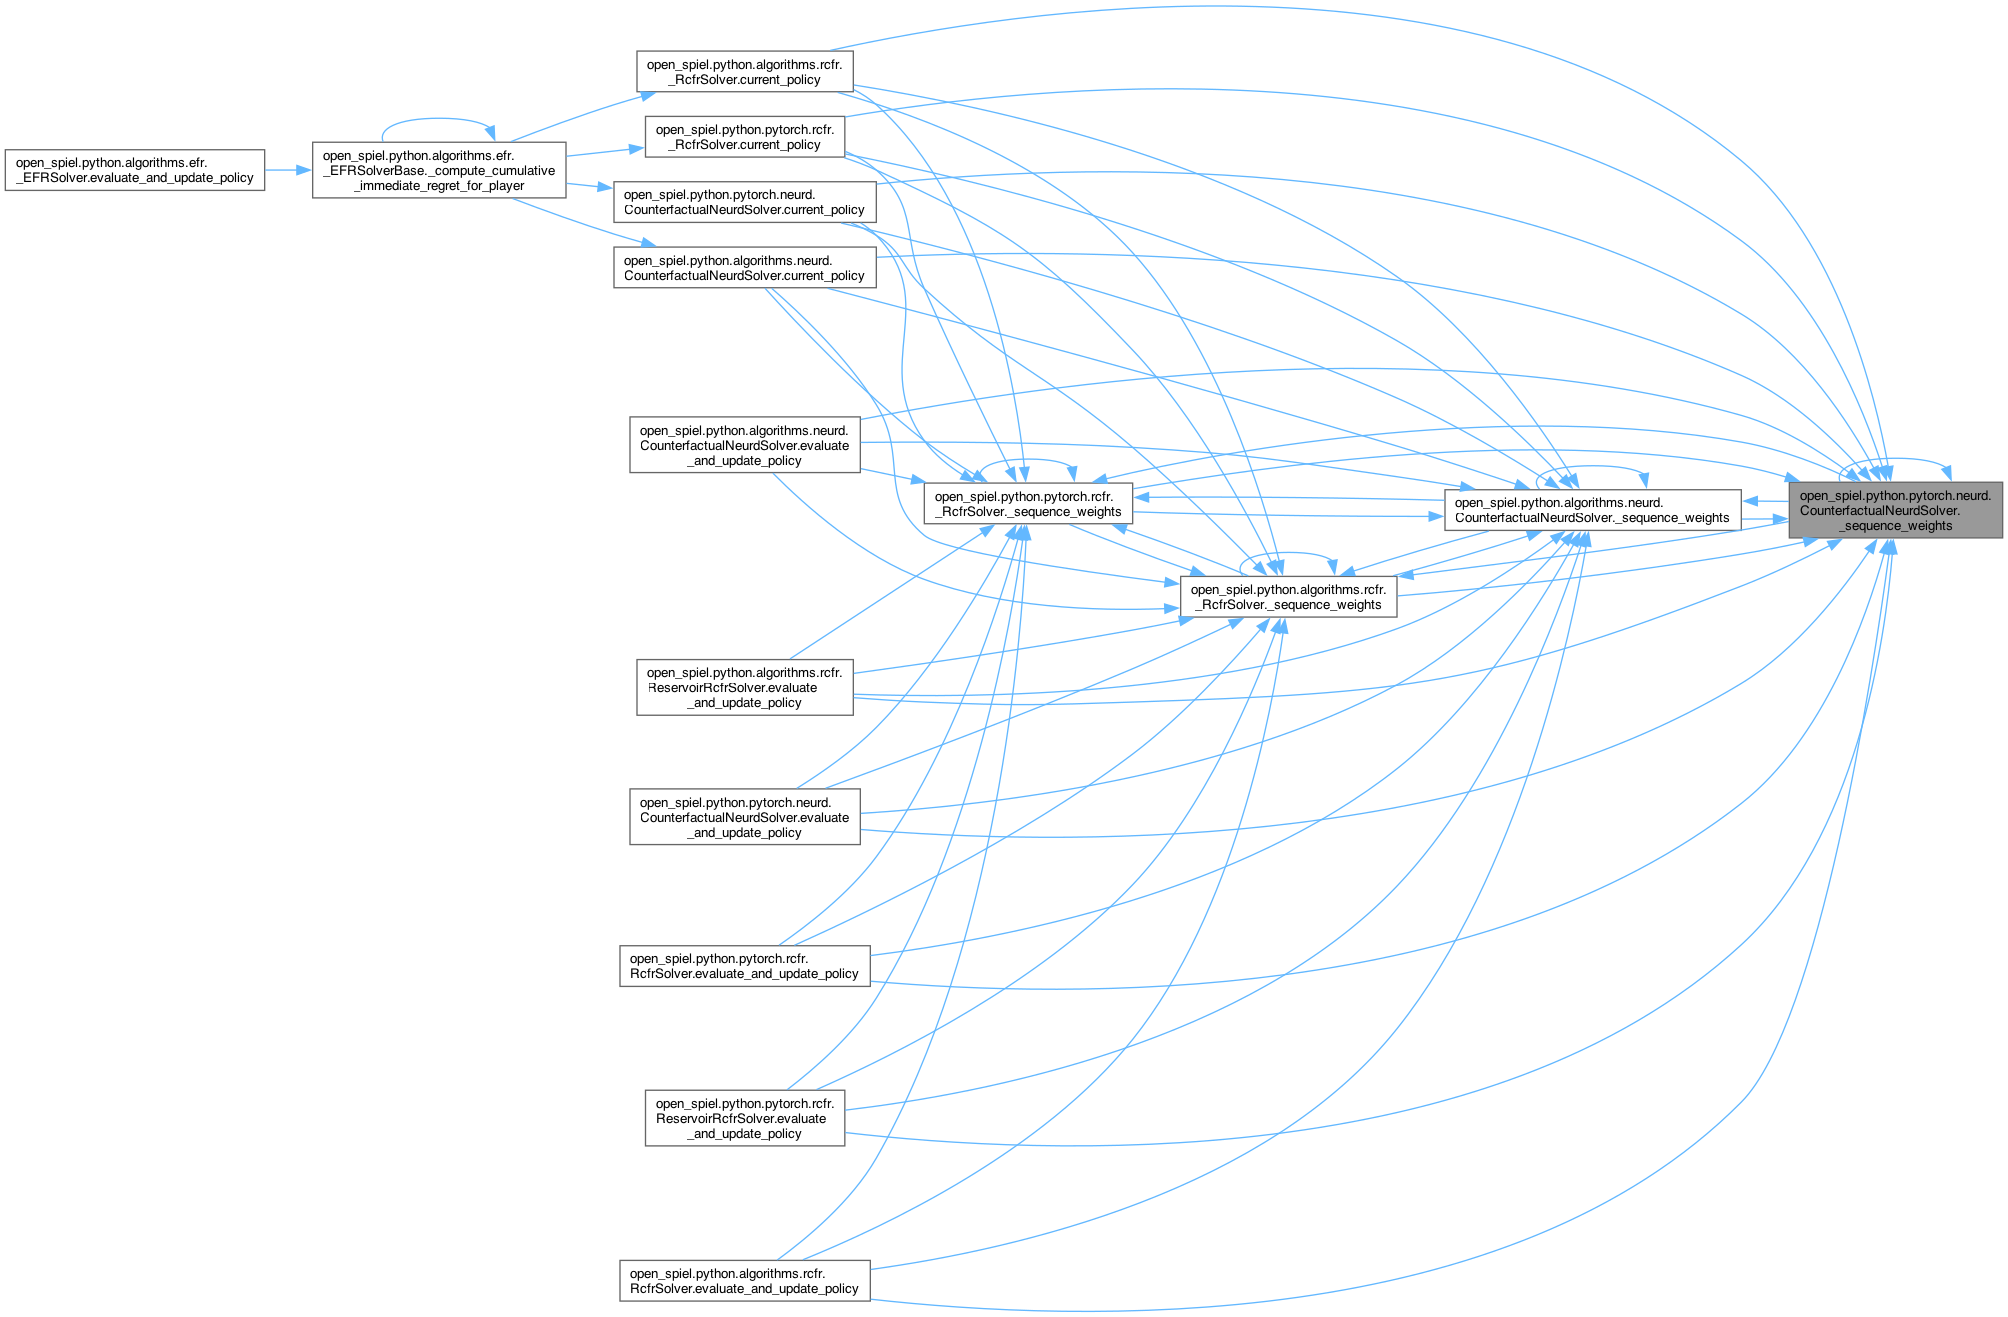 open_spiel.python.algorithms.rcfr.
_RcfrSolver.current_policy
open_spiel.python.pytorch.rcfr.
_RcfrSolver.current_policy
open_spiel.python.algorithms.efr.
_EFRSolver.evaluate_and_update_policy
open_spiel.python.algorithms.efr.
_EFRSolverBase._compute_cumulative
_immediate_regret_for_player
open_spiel.python.pytorch.neurd.
CounterfactualNeurdSolver.current_policy
open_spiel.python.algorithms.neurd.
CounterfactualNeurdSolver.current_policy
open_spiel.python.algorithms.neurd.
CounterfactualNeurdSolver.evaluate
_and_update_policy
open_spiel.python.pytorch.rcfr.
_RcfrSolver._sequence_weights
open_spiel.python.algorithms.neurd.
CounterfactualNeurdSolver._sequence_weights
open_spiel.python.pytorch.neurd.
CounterfactualNeurdSolver.
_sequence_weights
open_spiel.python.algorithms.rcfr.
_RcfrSolver._sequence_weights
open_spiel.python.algorithms.rcfr.
ReservoirRcfrSolver.evaluate
_and_update_policy
open_spiel.python.pytorch.neurd.
CounterfactualNeurdSolver.evaluate
_and_update_policy
open_spiel.python.pytorch.rcfr.
RcfrSolver.evaluate_and_update_policy
open_spiel.python.pytorch.rcfr.
ReservoirRcfrSolver.evaluate
_and_update_policy
open_spiel.python.algorithms.rcfr.
RcfrSolver.evaluate_and_update_policy